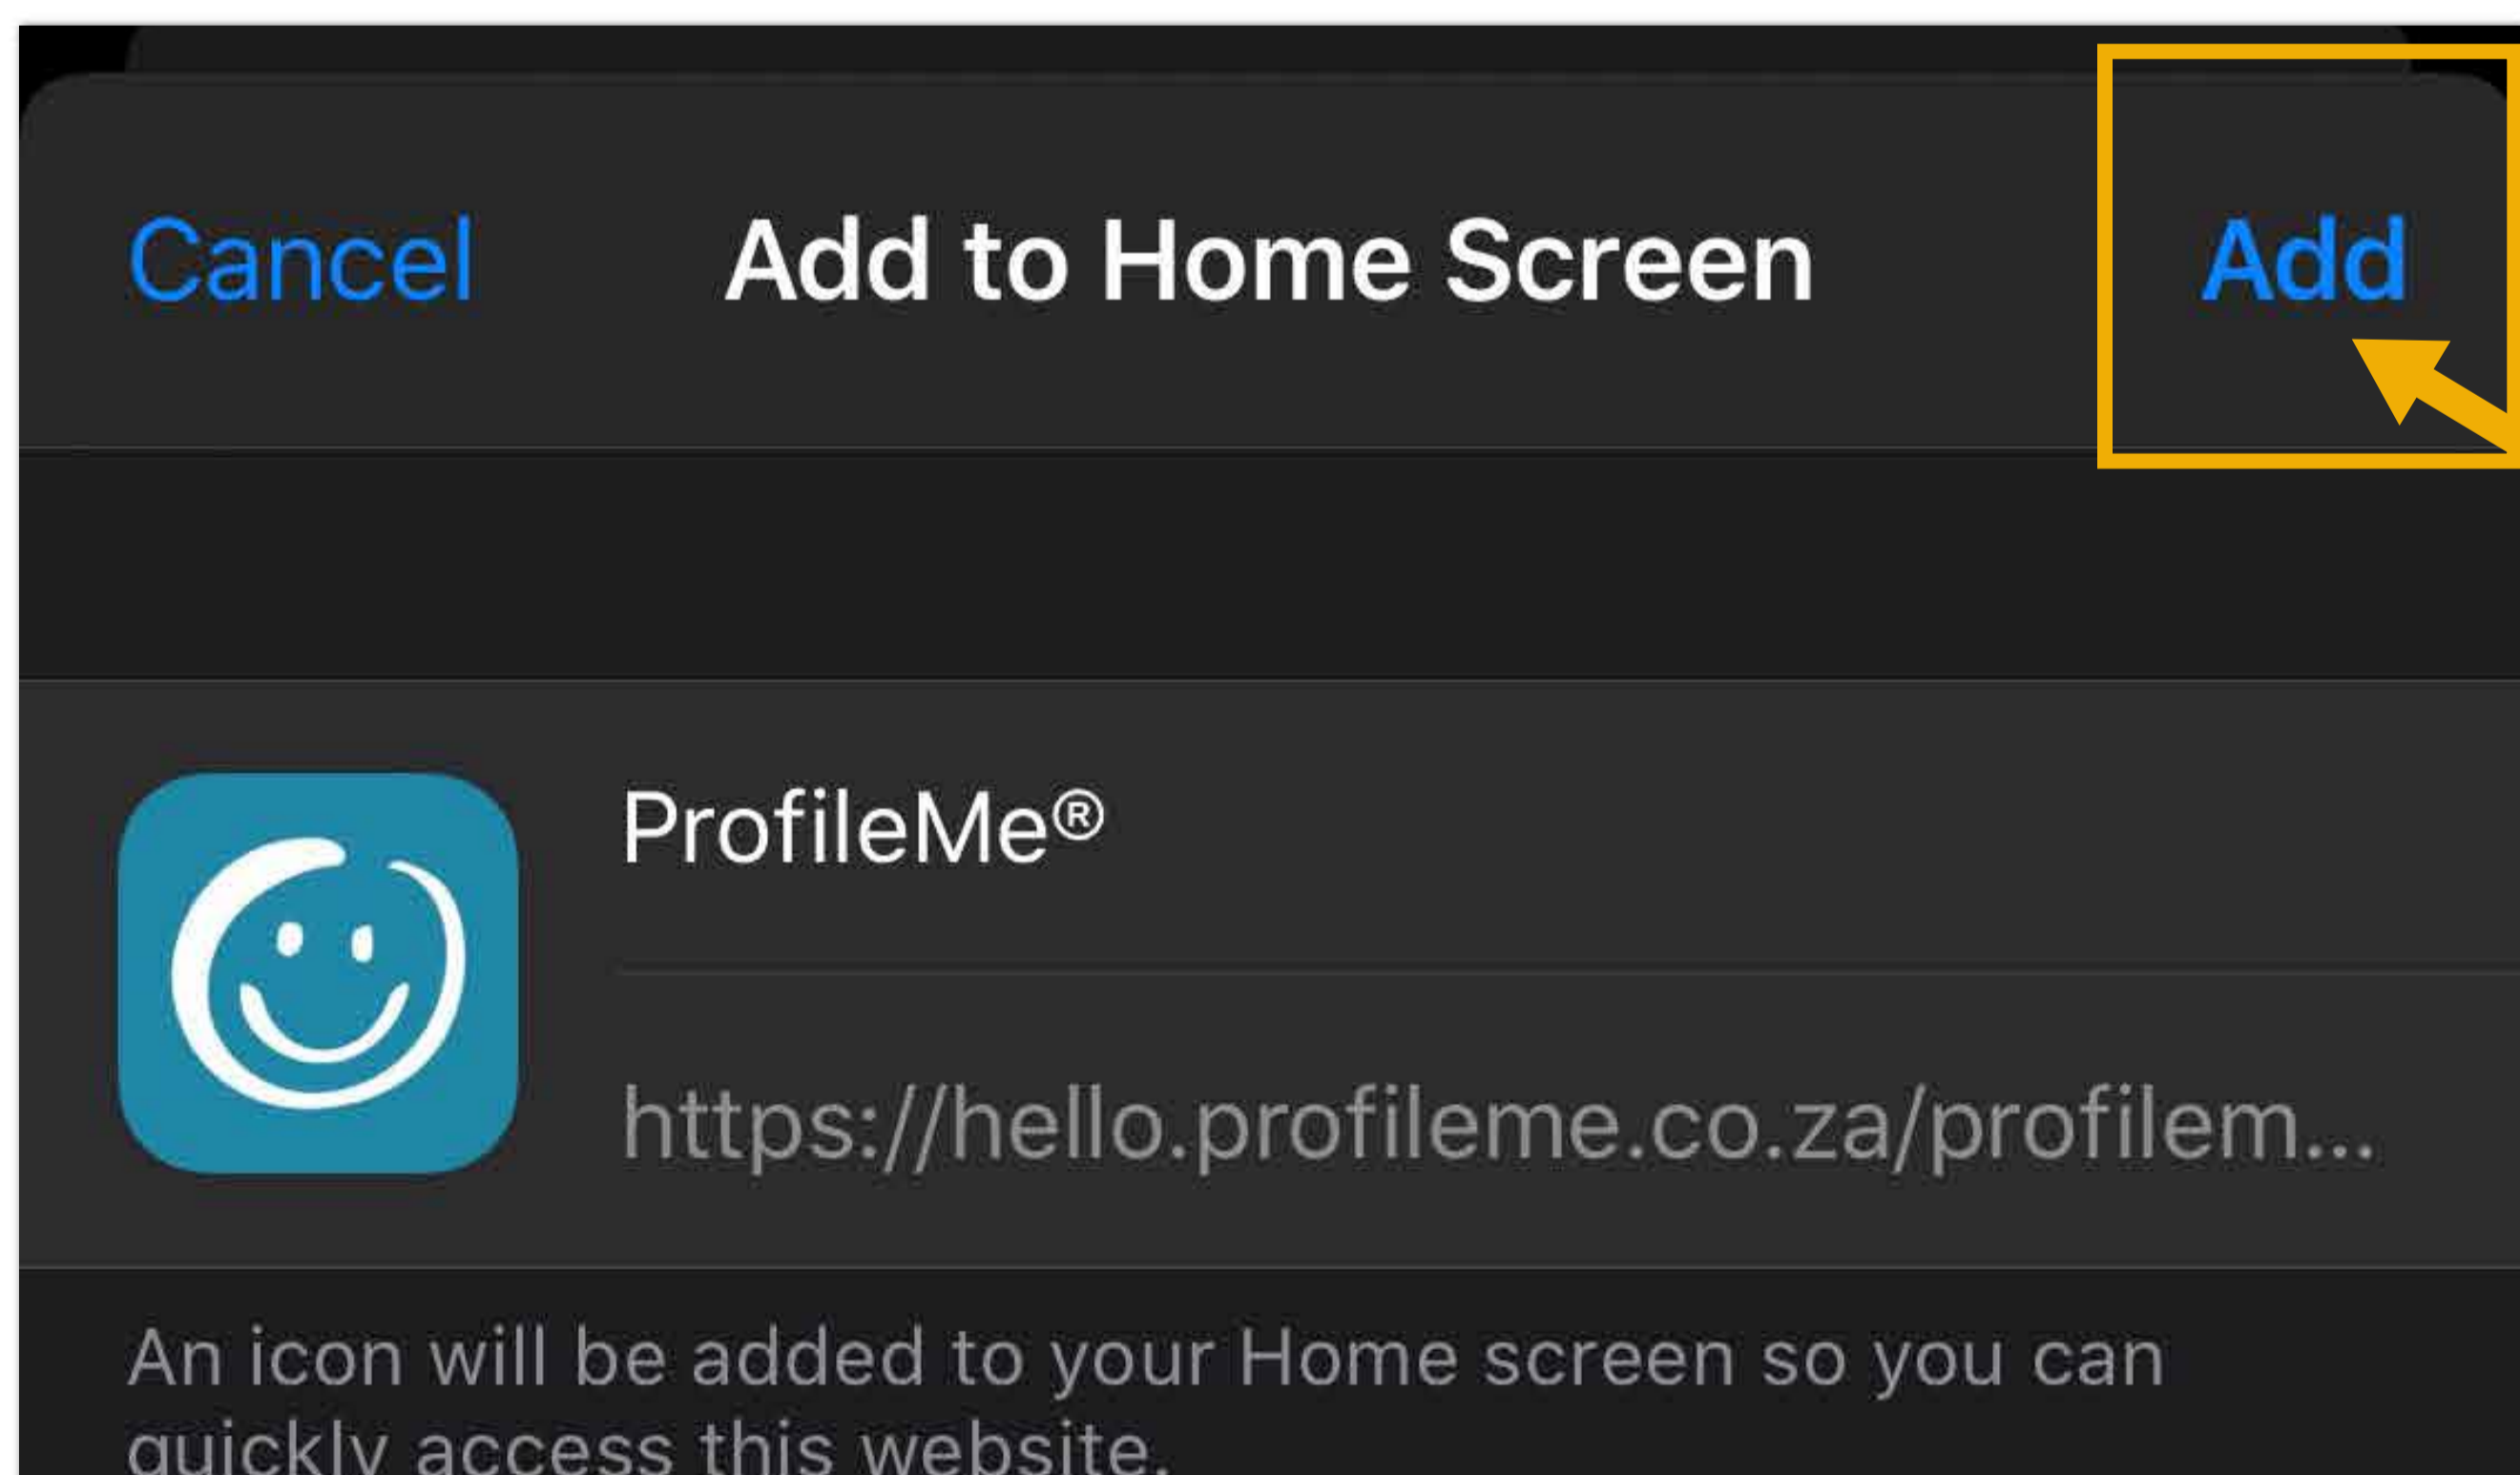 Cancel Add to Home Screen Add
ProfileMe®
https://hello.profileme.co.za/profilem...
An icon will be added to your Home screen so you can
quickly access this website.